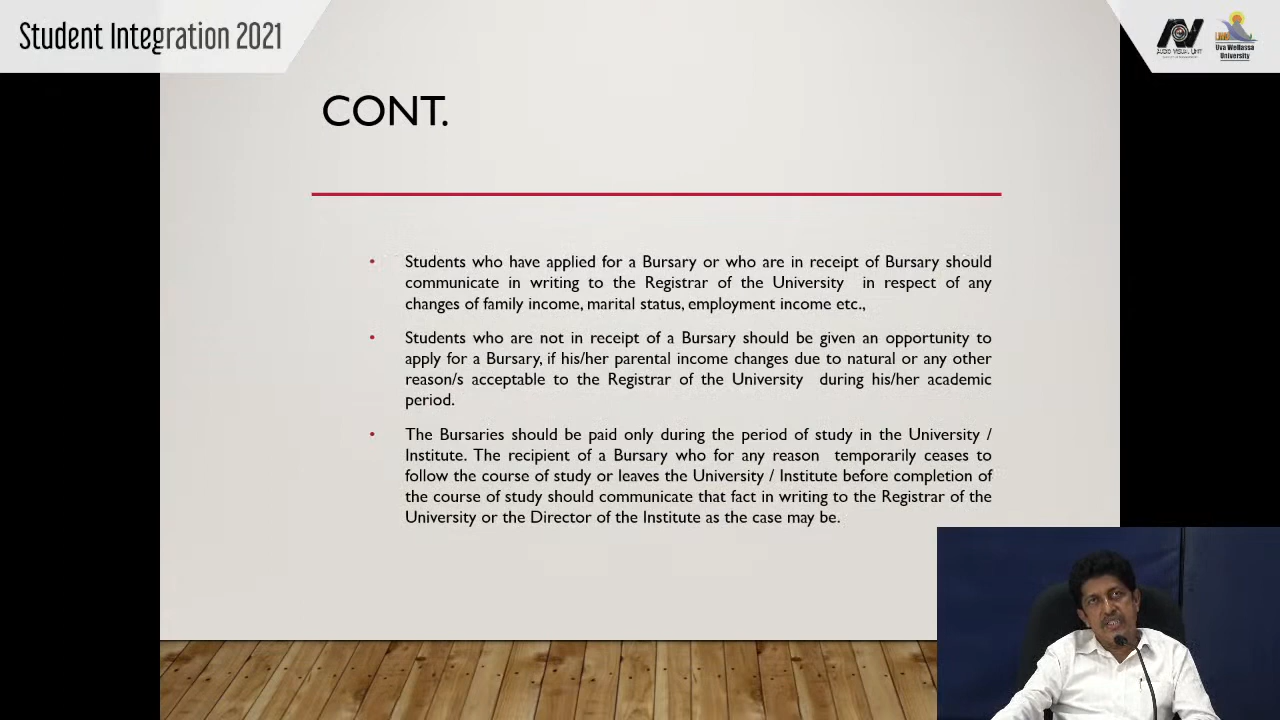 Student Integration 2021
AUDIO VISUAL UNIT
Uva Wellassa
University
CONT.
• Students who have applied for a Bursary or who are in receipt of Bursary should
communicate in writing to the Registrar of the University in respect of any
changes of family income, marital status, employment income etc.,
• Students who are not in receipt of a Bursary should be given an opportunity to
apply for a Bursary, if his/her parental income changes due to natural or any other
reason/s acceptable to the Registrar of the University during his/her academic
period.
• The Bursaries should be paid only during the period of study in the University /
Institute. The recipient of a Bursary who for any reason temporarily ceases to
follow the course of study or leaves the University / Institute before completion of
the course of study should communicate that fact in writing to the Registrar of the
University or the Director of the Institute as the case may be.